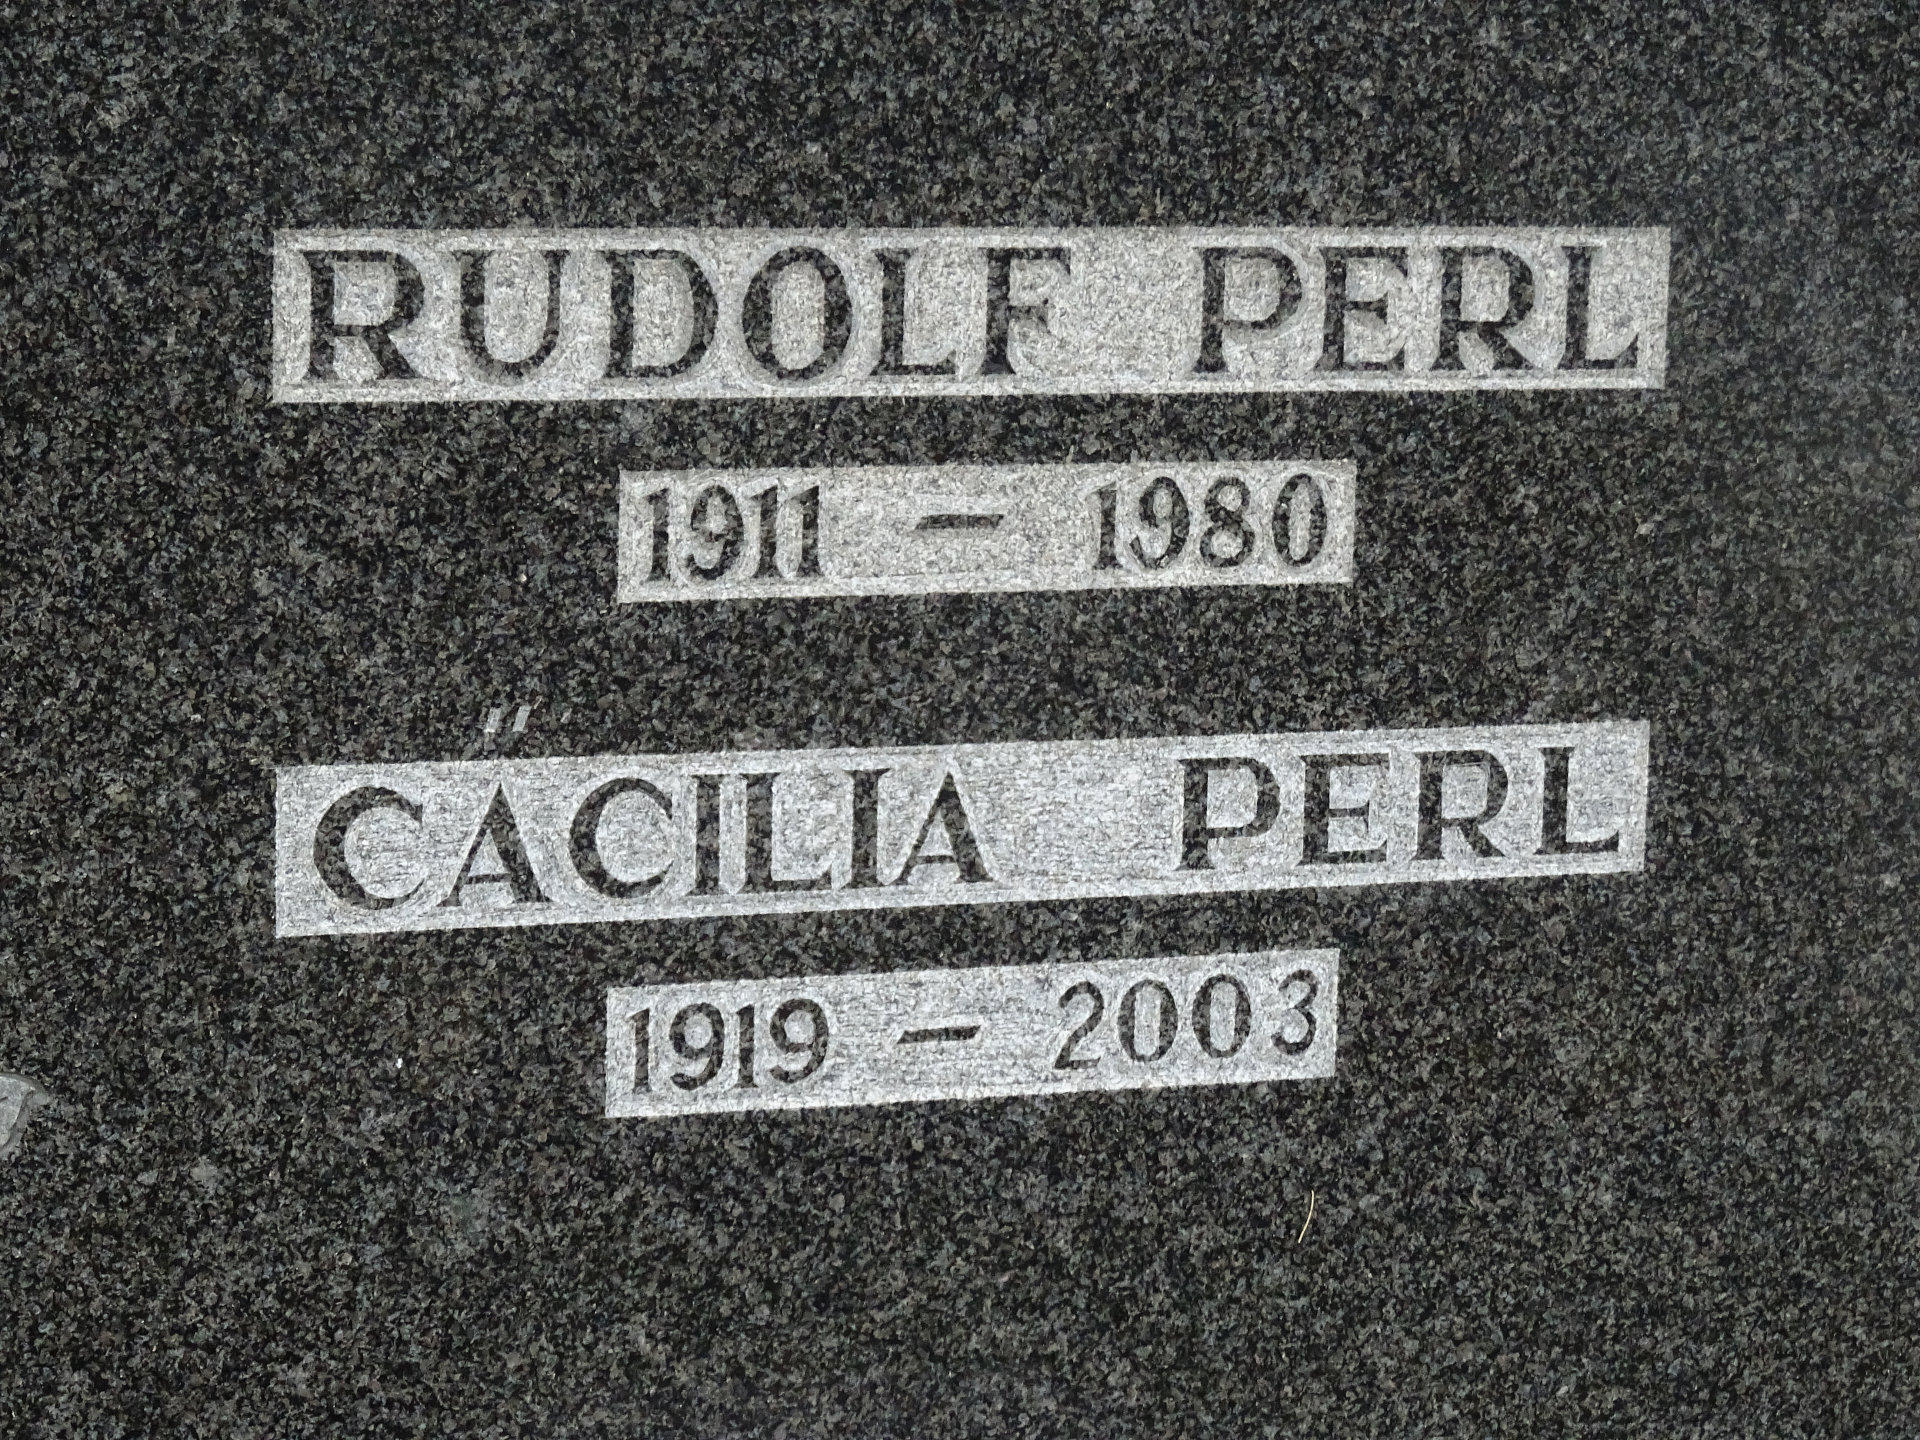 RUDOLF PERL
1911 – 1980
CÄCILIA PERL
1919 – 2003